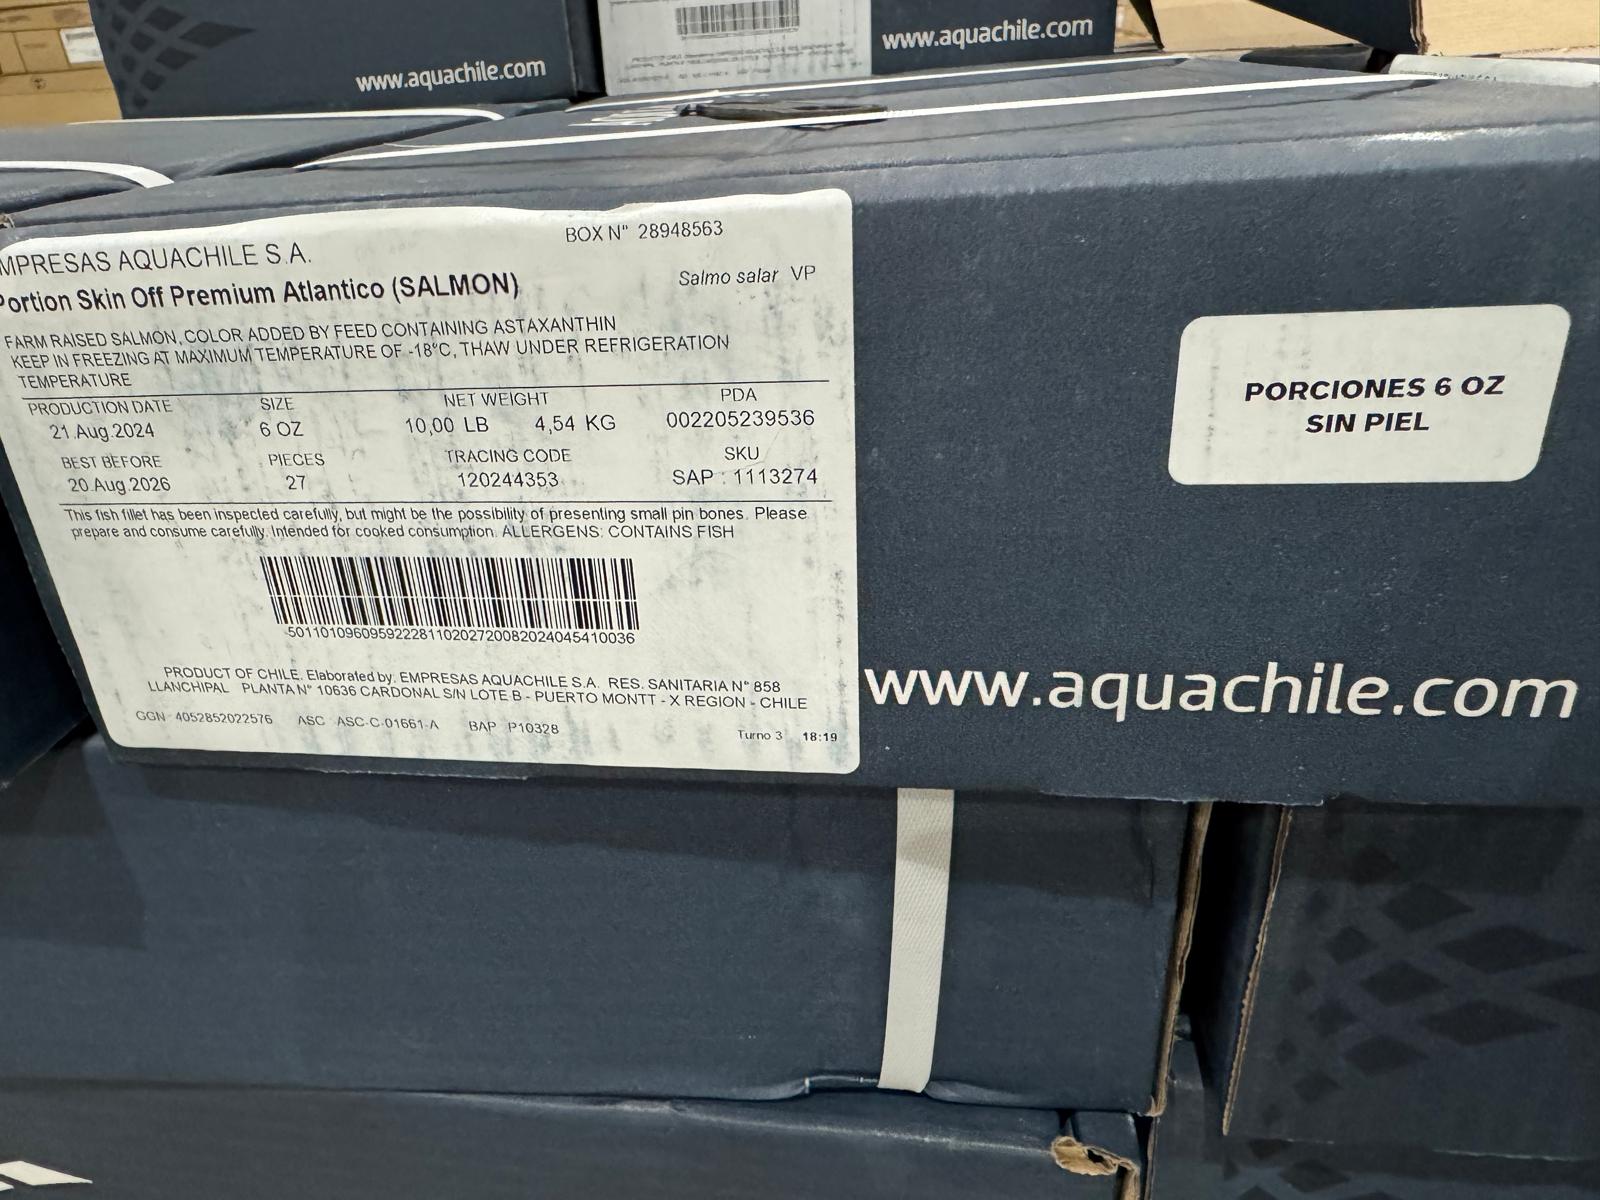 www.aquachile.com
www.aquachile.com
MPRESAS AQUACHILE S.A.
BOX N° 28948563
Portion Skin Off Premium Atlantico (SALMON)
Salmo salar VP
FARM RAISED SALMON, COLOR ADDED BY FEED CONTAINING ASTAXANTHIN
KEEP IN FREEZING AT MAXIMUM TEMPERATURE OF -18°C, THAW UNDER REFRIGERATION
TEMPERATURE
PRODUCTION DATE SIZE NET WEIGHT PDA
21.Aug.2024 6 OZ 10,00 LB 4,54 KG 002205239536
BEST BEFORE PIECES TRACING CODE SKU
20.Aug.2026 27 120244353 SAP : 1113274
This fish fillet has been inspected carefully, but might be the possibility of presenting small pin bones. Please
prepare and consume carefully. Intended for cooked consumption. ALLERGENS: CONTAINS FISH
5011010960959222811020272008202404541003​6
PRODUCT OF CHILE. Elaborated by: EMPRESAS AQUACHILE S.A. RES. SANITARIA N° 858
LLANCHIPAL PLANTA N° 10636 CARDONAL S/N LOTE B - PUERTO MONTT - X REGION - CHILE
GGN 4052852022576 ASC ASC-C-01661-A BAP P10328
Turno 3 18:19
PORCIONES 6 OZ
SIN PIEL
www.aquachile.com